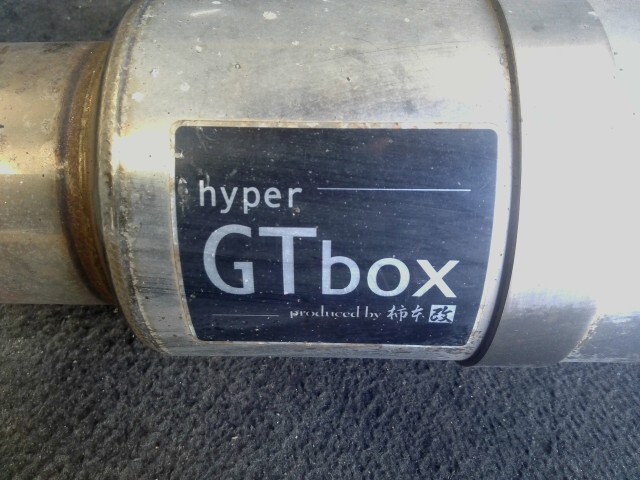 hyper
GTbox
produced by 柿本改